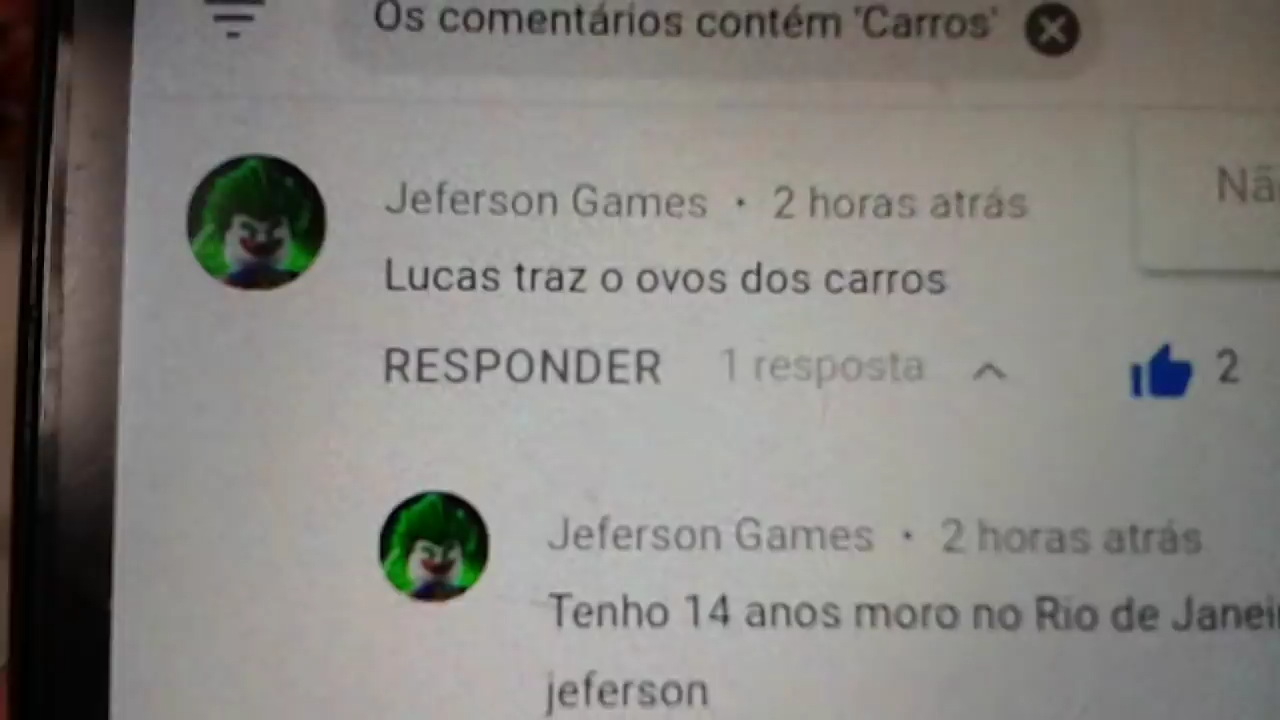 Os comentários contém 'Carros'
Jeferson Games · 2 horas atrás
Lucas traz o ovos dos carros
RESPONDER 1 resposta 2
Jeferson Games · 2 horas atrás
Tenho 14 anos moro no Rio de
jeferson